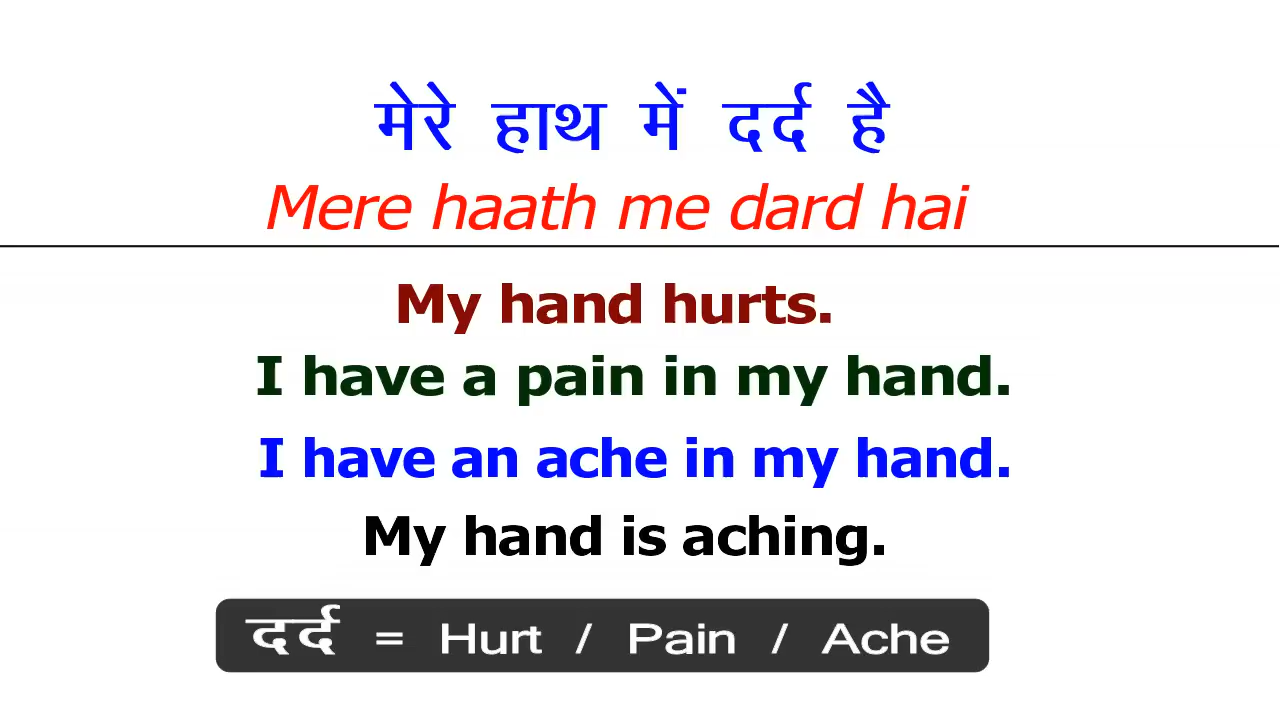 मेरे हाथ में दर्द है
Mere haath me dard hai
My hand hurts.
I have a pain in my hand.
I have an ache in my hand.
My hand is aching.
दर्द = Hurt / Pain / Ache